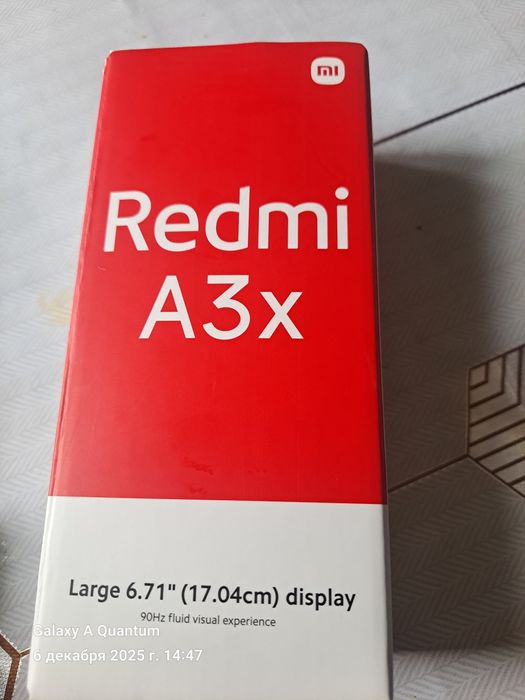 mi
Redmi
A3x
Large 6.71" (17.04cm) display
90Hz fluid visual experience
Galaxy A Quantum
6 декабря 2025 г. 14:47